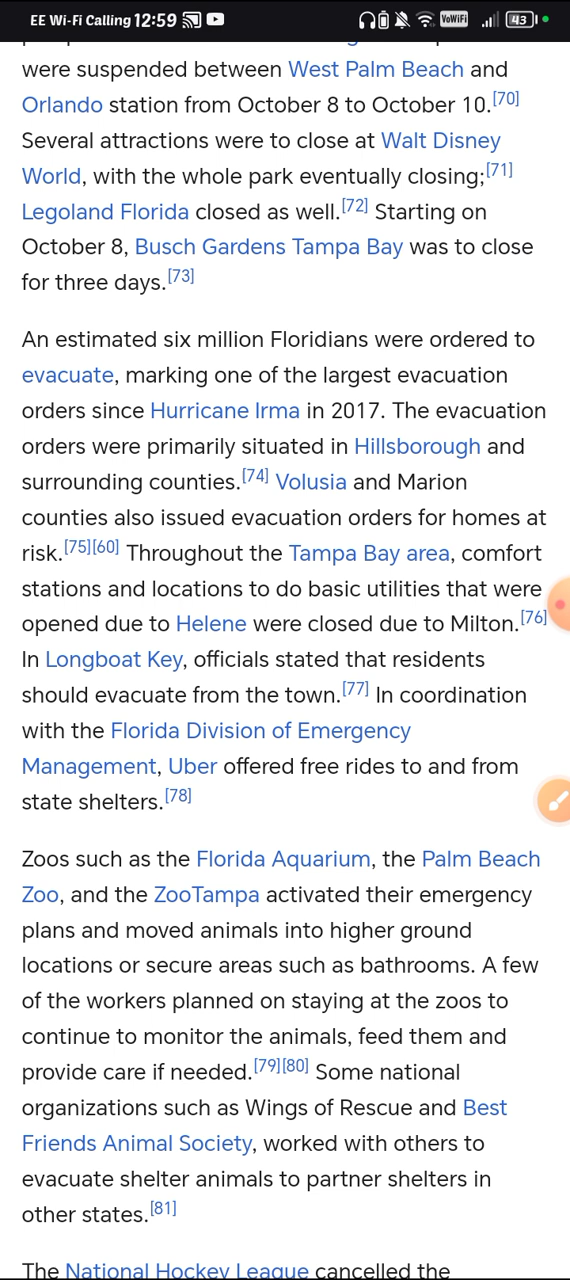 EE Wi-Fi Calling 12:59 VoWiFi 43
were suspended between West Palm Beach and
Orlando station from October 8 to October 10.[70]
Several attractions were to close at Walt Disney
World, with the whole park eventually closing;[71]
Legoland Florida closed as well.[72] Starting on
October 8, Busch Gardens Tampa Bay was to close
for three days.[73]
An estimated six million Floridians were ordered to
evacuate, marking one of the largest evacuation
orders since Hurricane Irma in 2017. The evacuation
orders were primarily situated in Hillsborough and
surrounding counties.[74] Volusia and Marion
counties also issued evacuation orders for homes at
risk.[75][60] Throughout the Tampa Bay area, comfort
stations and locations to do basic utilities that were
opened due to Helene were closed due to Milton.[76]
In Longboat Key, officials stated that residents
should evacuate from the town.[77] In coordination
with the Florida Division of Emergency
Management, Uber offered free rides to and from
state shelters.[78]
Zoos such as the Florida Aquarium, the Palm Beach
Zoo, and the ZooTampa activated their emergency
plans and moved animals into higher ground
locations or secure areas such as bathrooms. A few
of the workers planned on staying at the zoos to
continue to monitor the animals, feed them and
provide care if needed.[79][80] Some national
organizations such as Wings of Rescue and Best
Friends Animal Society, worked with others to
evacuate shelter animals to partner shelters in
other states.[81]
The National Hockey League cancelled the